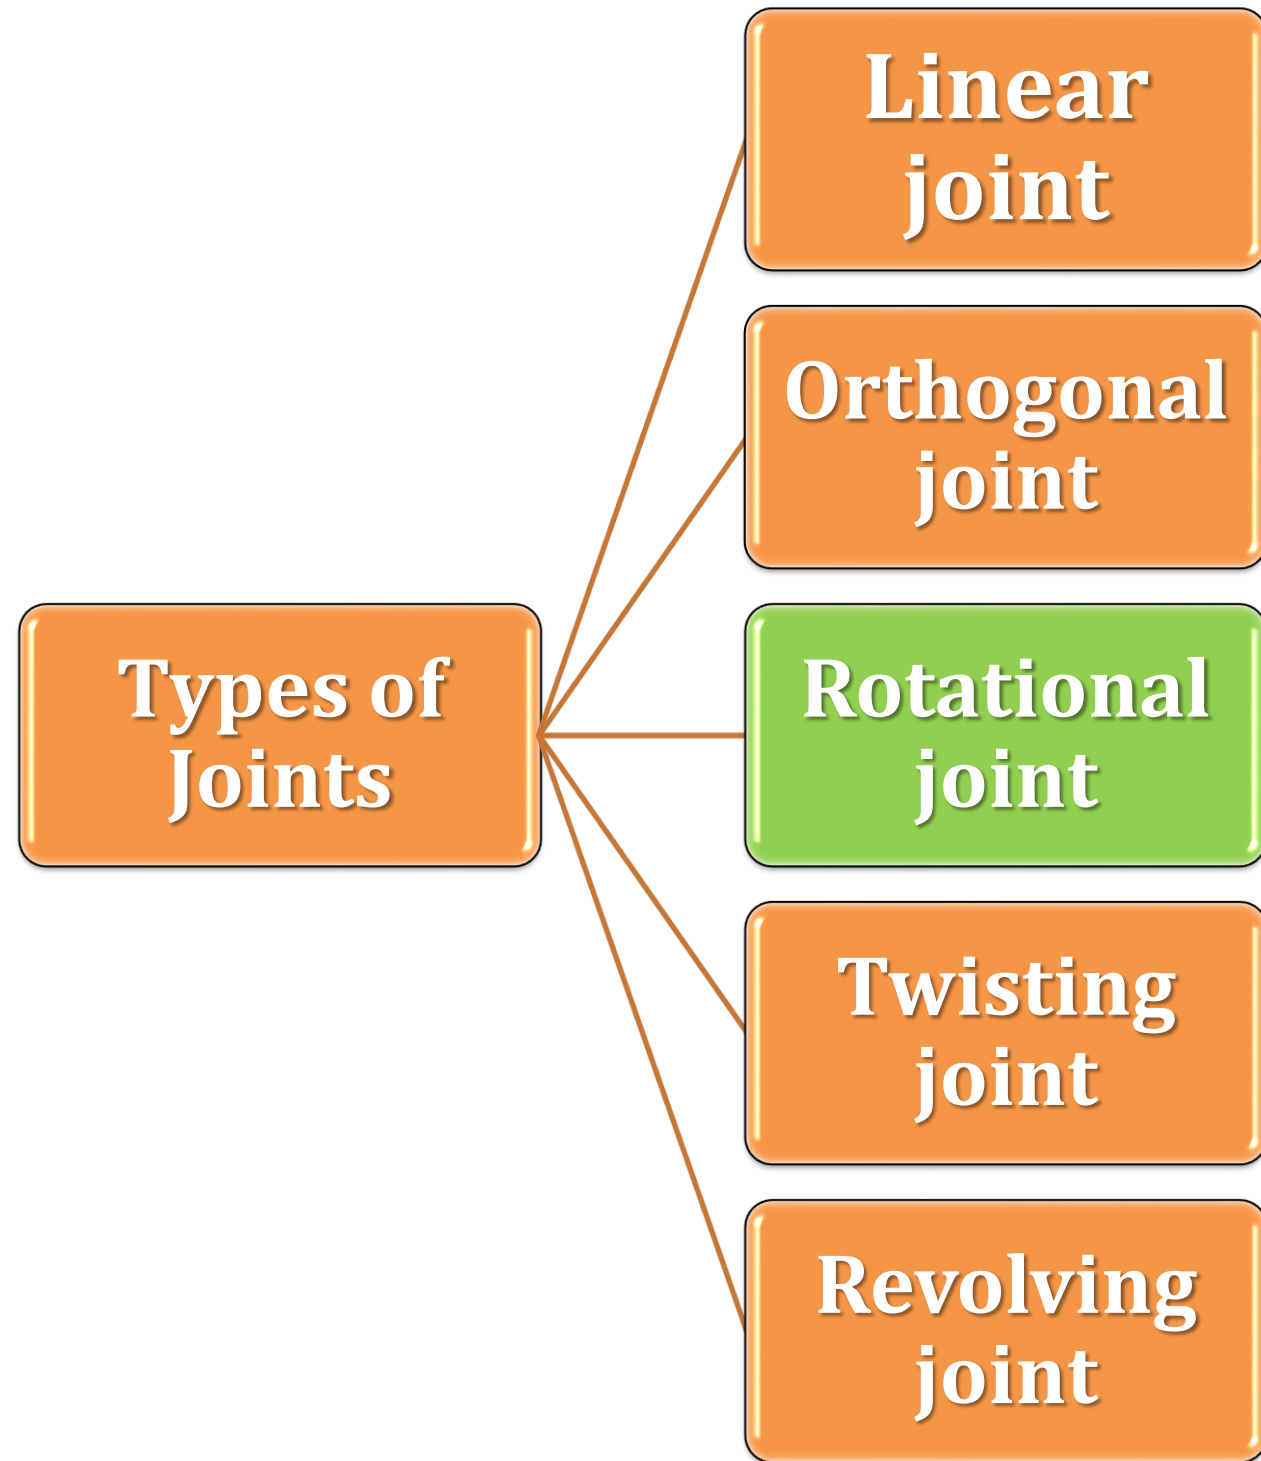 Linear
joint
Orthogonal
joint
Types of
Joints
Rotational
joint
Twisting
joint
Revolving
joint